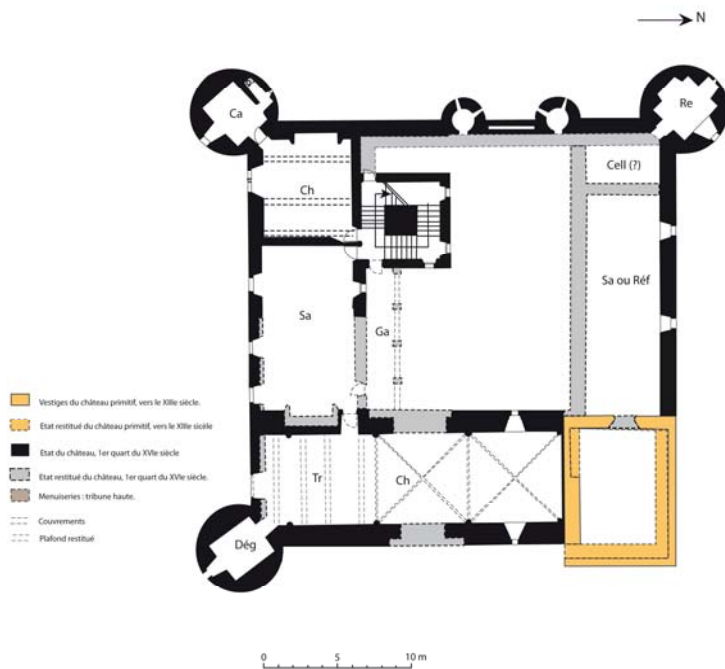 N
Ca
Re
Ch
Cell (?)
Sa
Ga
Sa ou Réf
Tr
Ch
Dég
Vestiges du château primitif, vers le XIIIe siècle.
Etat restitué du château primitif, vers le XIIIe sicèle
Etat du château, 1er quart du XVIe siècle
Etat restitué du château, 1er quart du XVIe siècle.
Menuiseries : tribune haute.
Couvrements
Plafond restitué
0 5 10 m